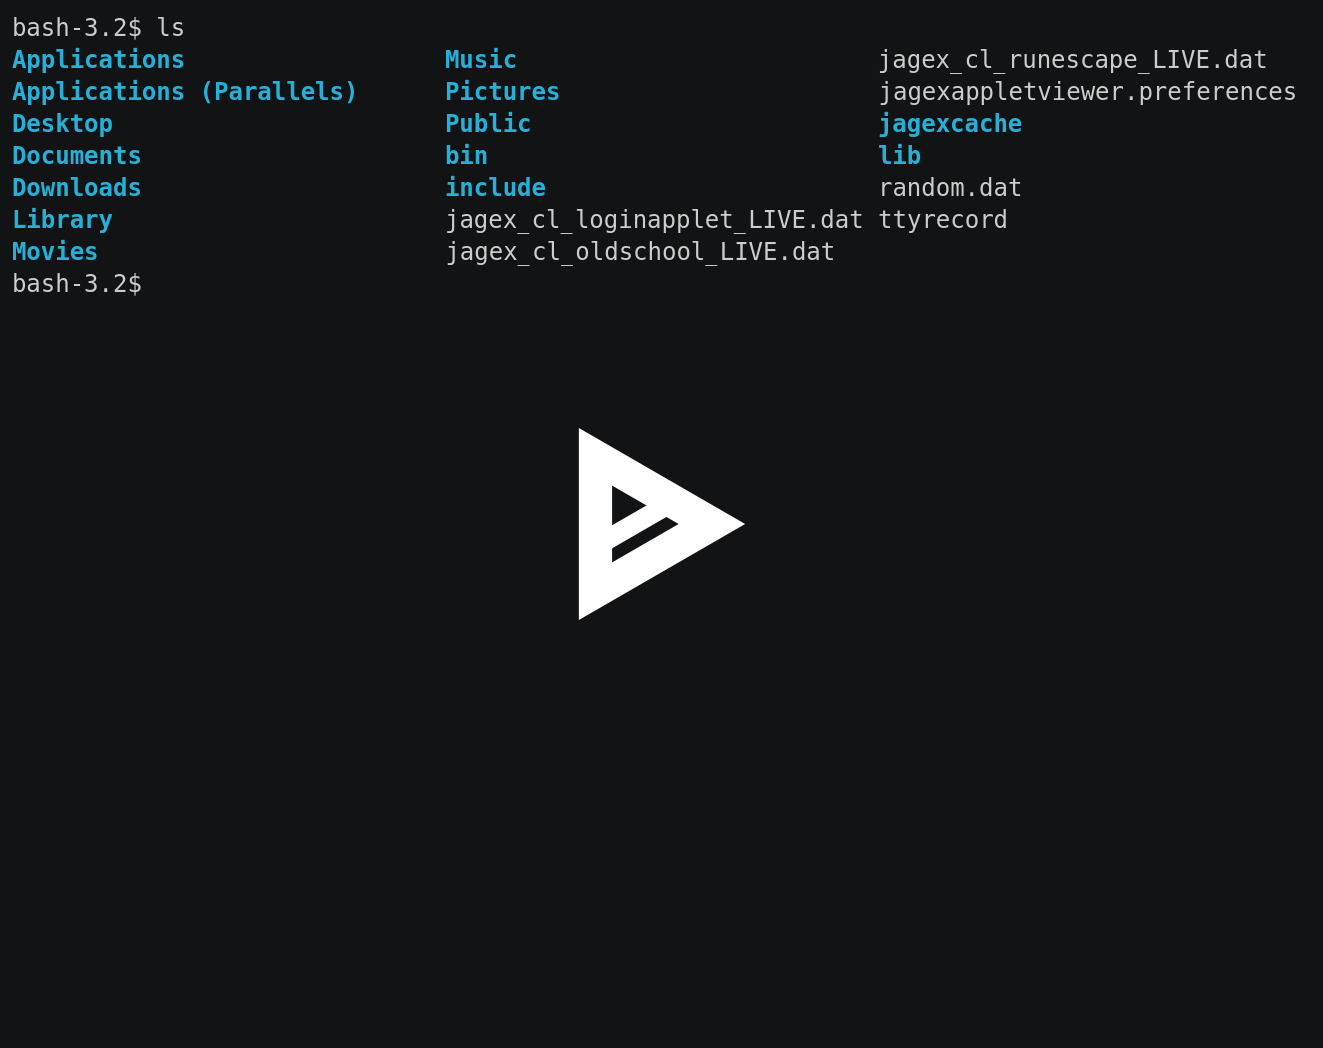 bash-3.2$ ls
Applications Music jagex_cl_runescape_LIVE.dat
Applications (Parallels) Pictures jagexappletviewer.preferences
Desktop Public jagexcache
Documents bin lib
Downloads include random.dat
Library jagex_cl_loginapplet_LIVE.dat ttyrecord
Movies jagex_cl_oldschool_LIVE.dat
bash-3.2$